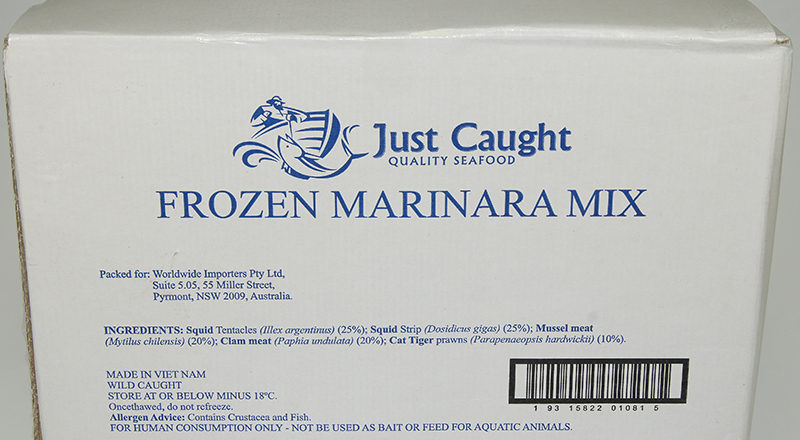 Just Caught
QUALITY SEAFOOD
FROZEN MARINARA MIX
Packed for: Worldwide Importers Pty Ltd,
Suite 5.05, 55 Miller Street,
Pyrmont, NSW 2009, Australia.
INGREDIENTS: Squid Tentacles (Illex argentinus) (25%); Squid Strip (Dosidicus gigas) (25%); Mussel meat
(Mytilus chilensis) (20%); Clam meat (Paphia undulata) (20%); Cat Tiger prawns (Parapenaeopsis hardwickii) (10%).
MADE IN VIET NAM
WILD CAUGHT
STORE AT OR BELOW MINUS 18ºC.
Oncethawed, do not refreeze.
Allergen Advice: Contains Crustacea and Fish.
FOR HUMAN CONSUMPTION ONLY - NOT BE USED AS BAIT OR FEED FOR AQUATIC ANIMALS.
1 93 15822 01081 5